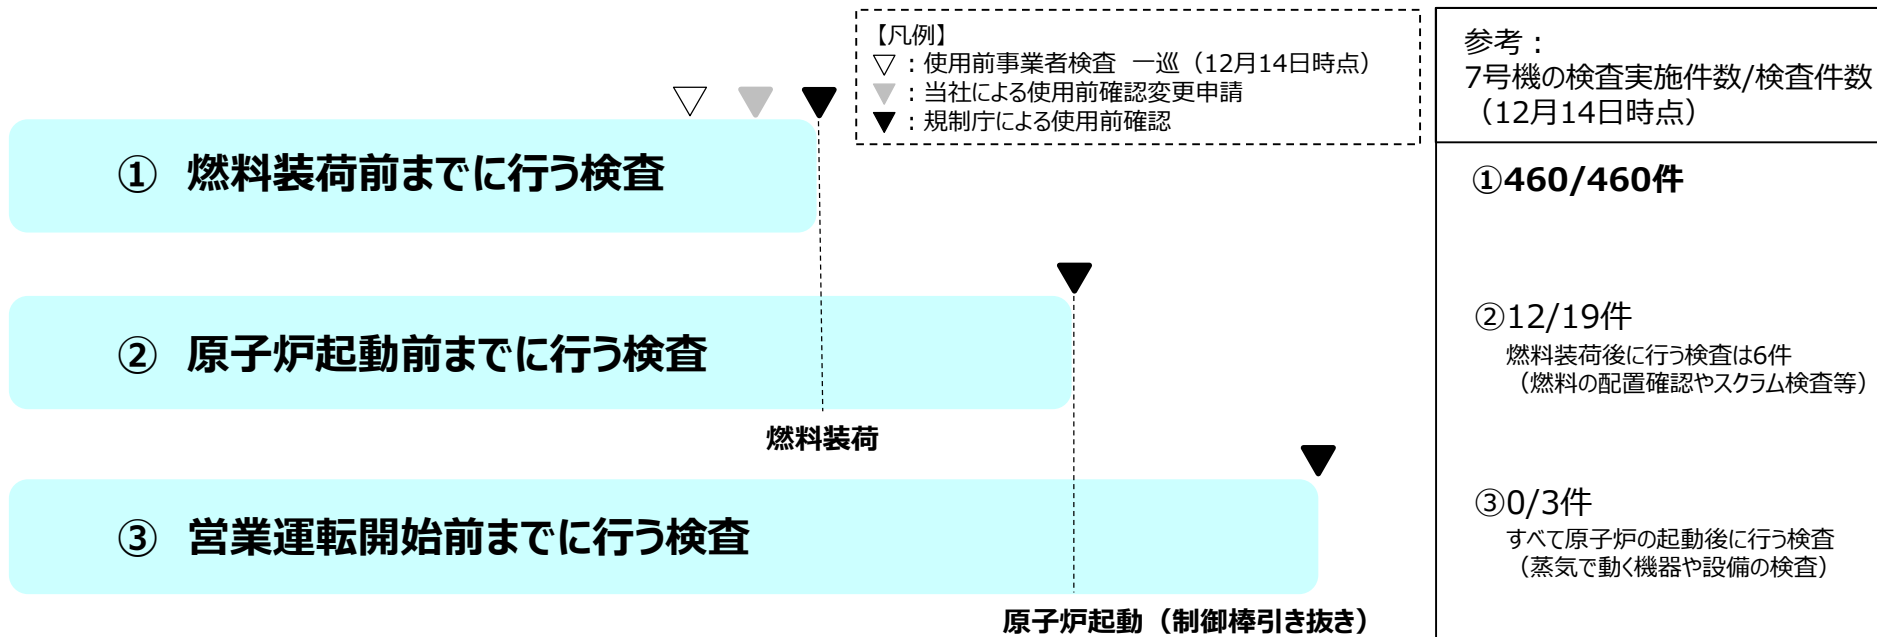 【凡例】
▽：使用前事業者検査 一巡（12月14日時点）
▼：当社による使用前確認変更申請
▼：規制庁による使用前確認
参考：
7号機の検査実施件数/検査件数
（12月14日時点）
① 燃料装荷前までに行う検査
①460/460件
② 原子炉起動前までに行う検査
②12/19件
燃料装荷後に行う検査は6件
（燃料の配置確認やスクラム検査等）
燃料装荷
③ 営業運転開始前までに行う検査
③0/3件
すべて原子炉の起動後に行う検査
（蒸気で動く機器や設備の検査）
原子炉起動（制御棒引き抜き）